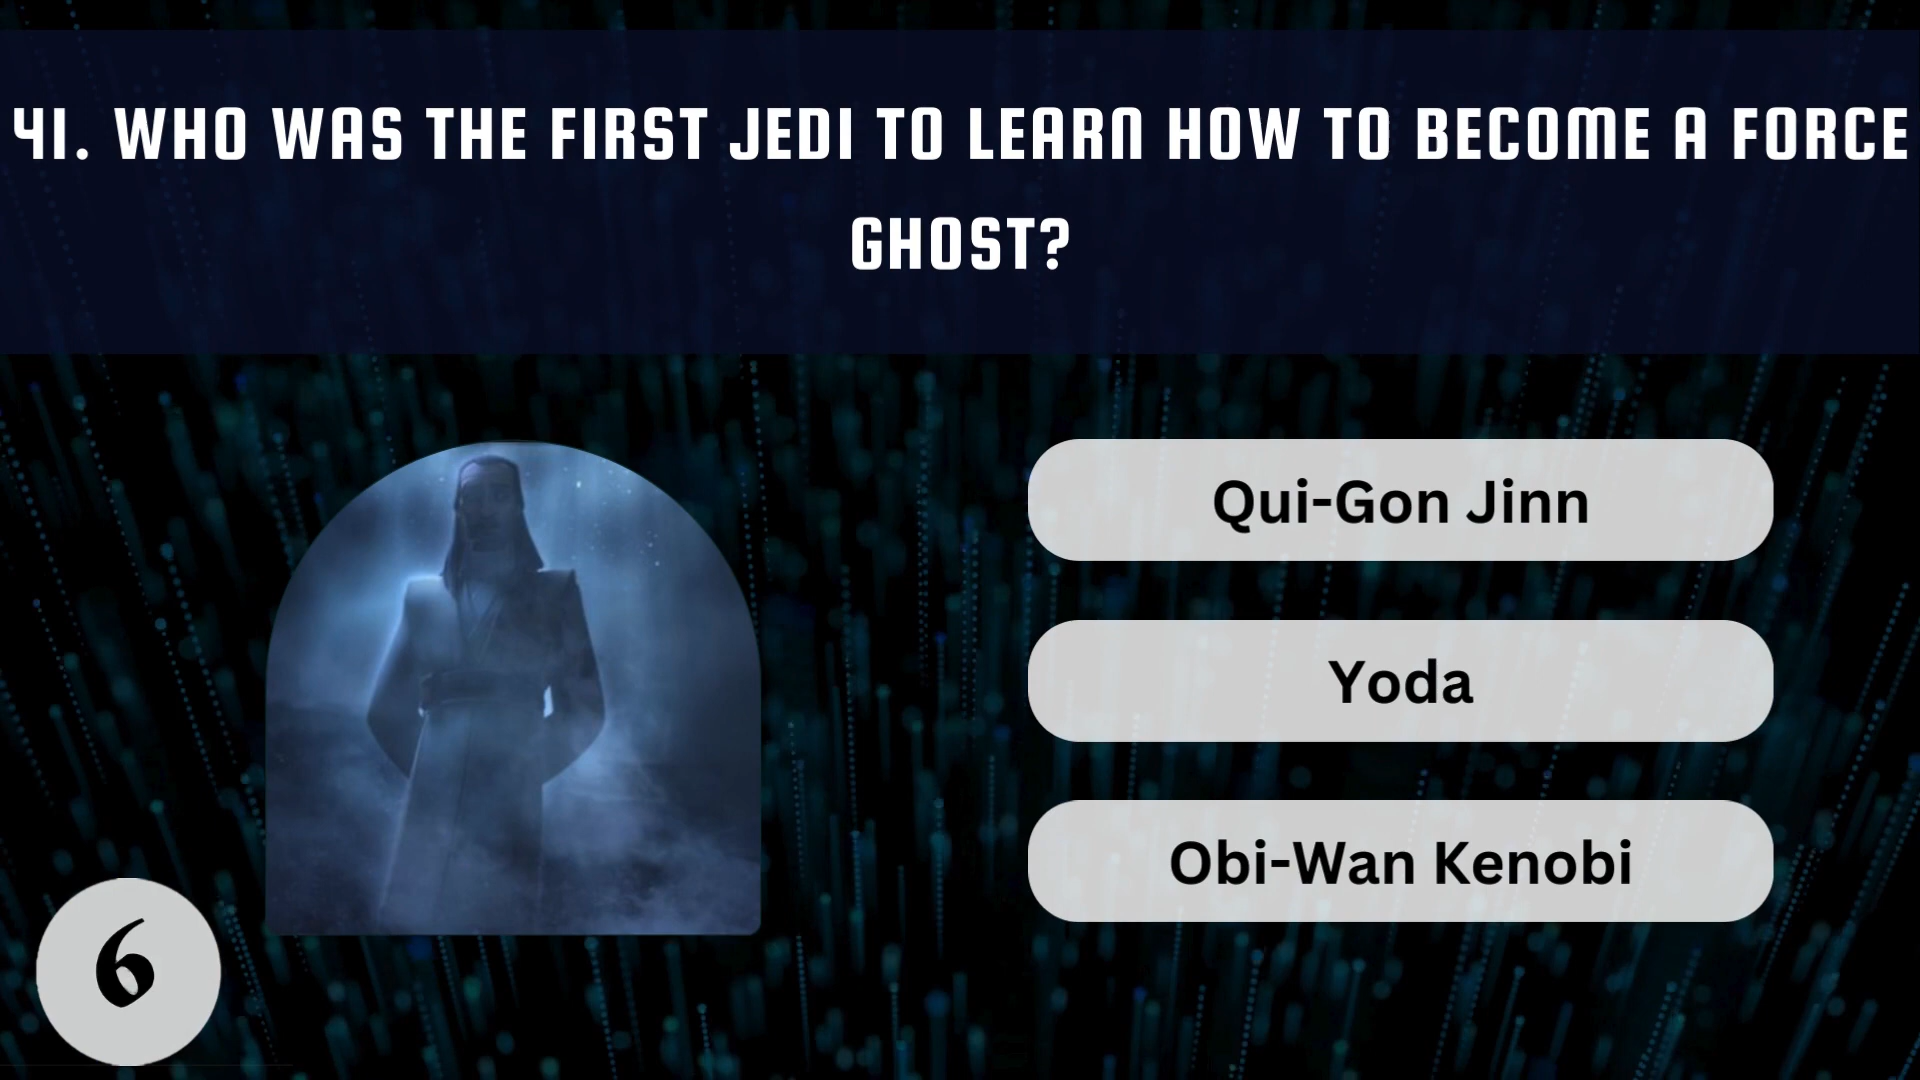 41. WHO WAS THE FIRST JEDI TO LEARN HOW TO BECOME A FORCE
GHOST?
Qui-Gon Jinn
Yoda
Obi-Wan Kenobi
6